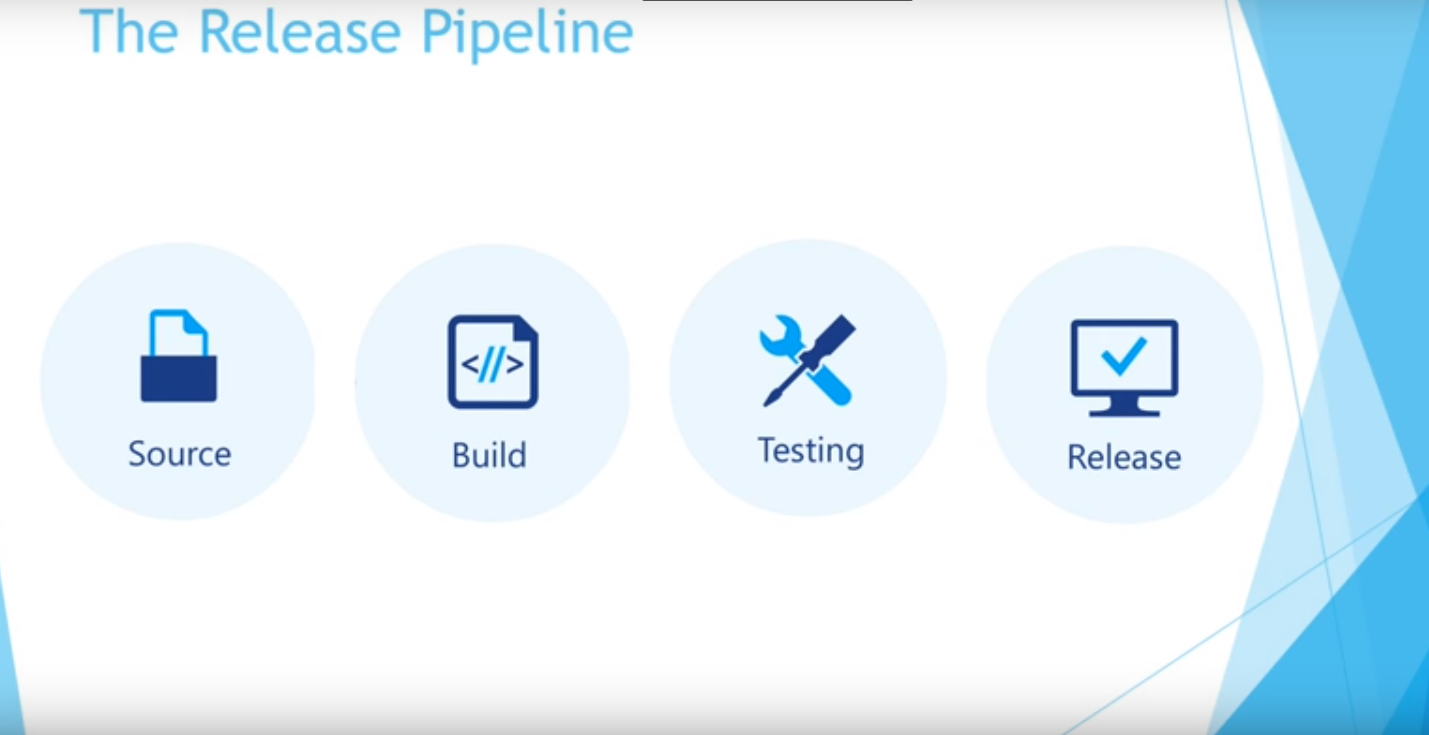 The Release Pipeline
Source
Build
</>
Testing
Release